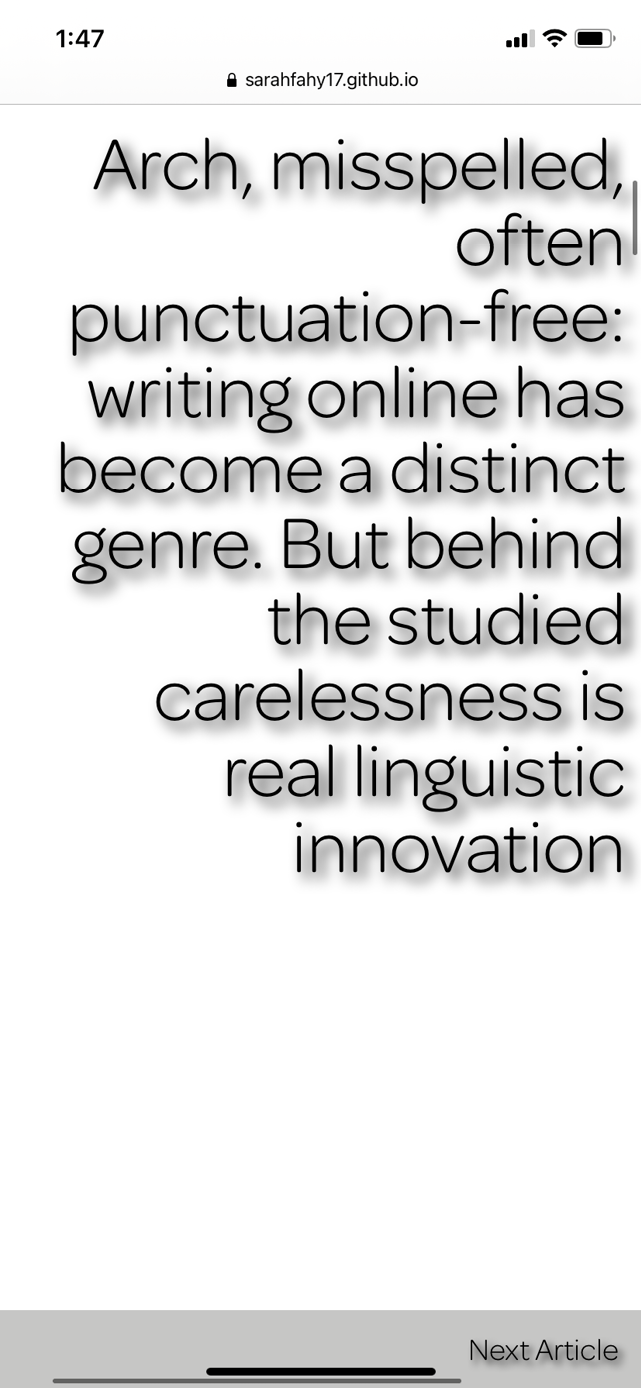 1:47
sarahfahy17.github.io
Arch, misspelled,
often
punctuation-free:
writing online has
become a distinct
genre. But behind
the studied
carelessness is
real linguistic
innovation
Next Article